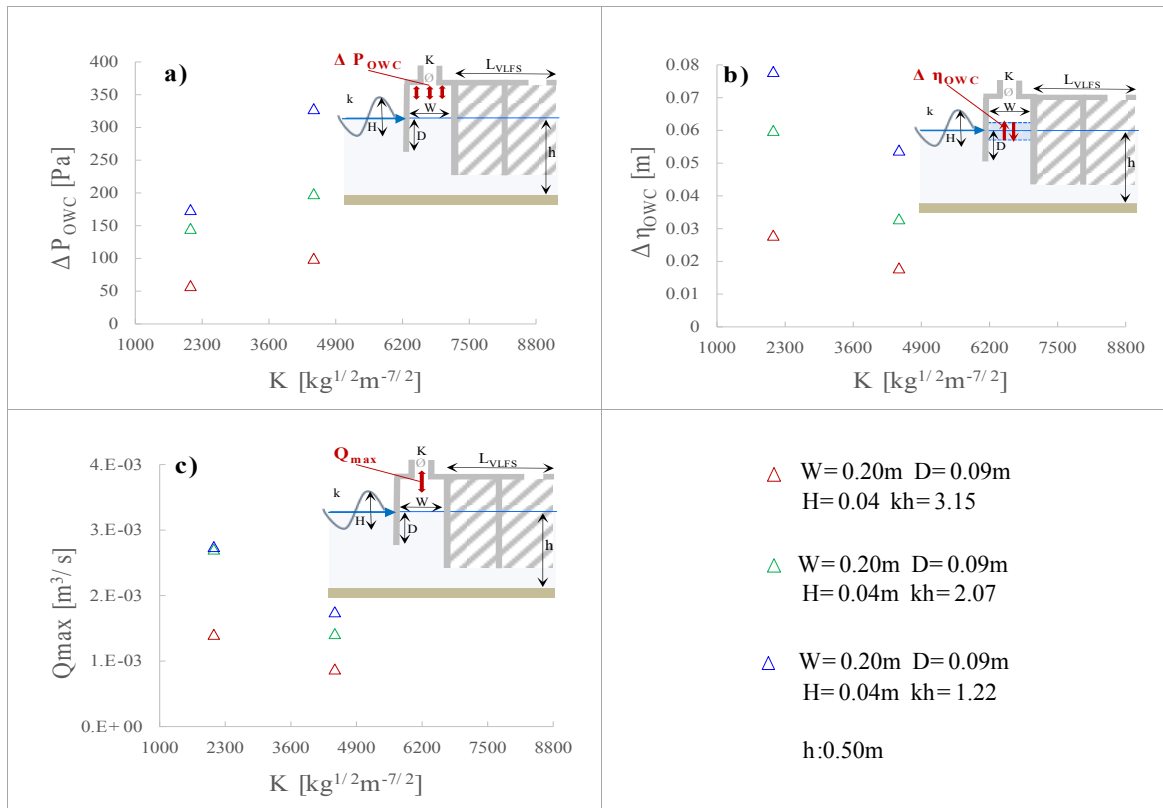 a)
Δ P_OWC
K
Ø
L_VLFS
k
H
W
D
h
400
350
300
250
200
150
100
50
0
Δ P_OWC [Pa]
1000 2300 3600 4900 6200 7500 8800
K [kg^1/2 m^-7/2]
b)
Δ η_OWC
K
Ø
L_VLFS
k
H
W
D
h
0.08
0.07
0.06
0.05
0.04
0.03
0.02
0.01
0
Δη_OWC [m]
1000 2300 3600 4900 6200 7500 8800
K [kg^1/2 m^-7/2]
c)
Q_max
K
Ø
L_VLFS
k
H
W
D
h
4.E-03
3.E-03
2.E-03
1.E-03
0.E+00
Qmax [m³/s]
1000 2300 3600 4900 6200 7500 8800
K [kg^1/2 m^-7/2]
W=0.20m D=0.09m
H=0.04 kh=3.15
W=0.20m D=0.09m
H=0.04m kh=2.07
W=0.20m D=0.09m
H=0.04m kh=1.22
h:0.50m